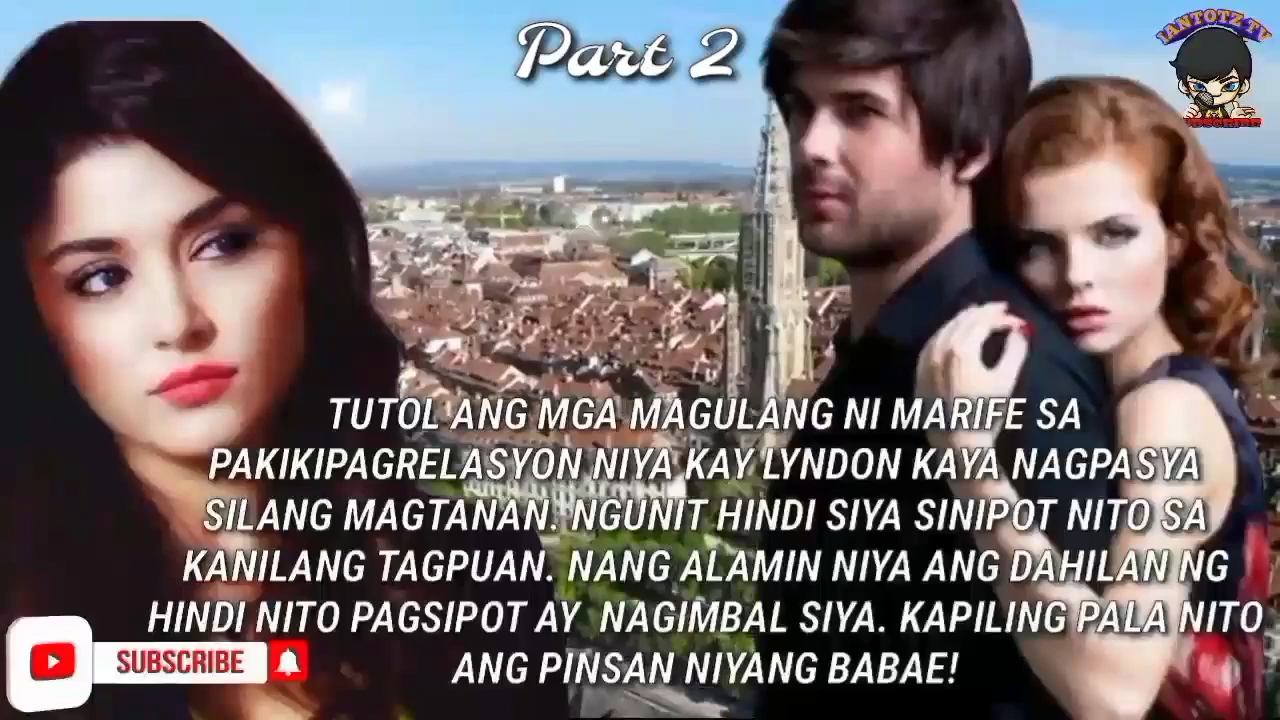 Part 2
IANTOTZ TV
SUBSCRIBE
TUTOL ANG MGA MAGULANG NI MARIFE SA
PAKIKIPAGRELASYON NIYA KAY LYNDON KAYA NAGPASYA
SILANG MAGTANAN. NGUNIT HINDI SIYA SINIPOT NITO SA
KANILANG TAGPUAN. NANG ALAMIN NIYA ANG DAHILAN NG
HINDI NITO PAGSIPOT AY NAGIMBAL SIYA. KAPILING PALA NITO
ANG PINSAN NIYANG BABAE!
SUBSCRIBE